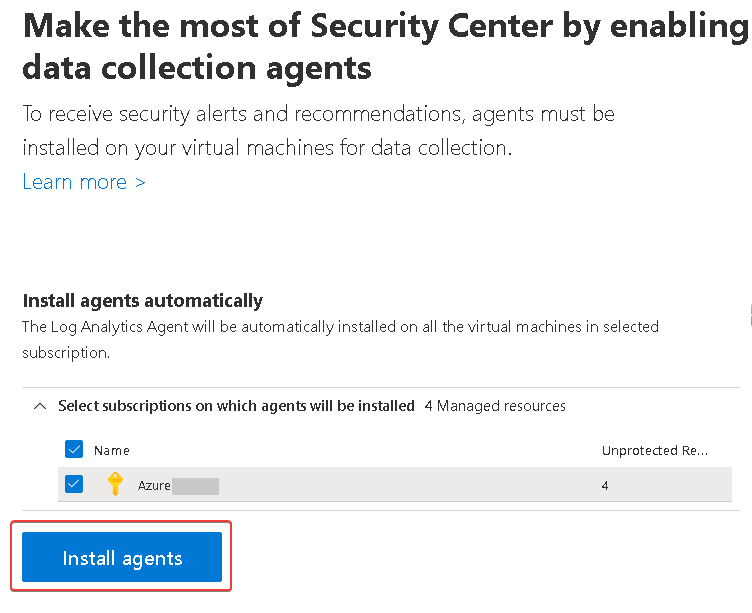 Make the most of Security Center by enabling
data collection agents
To receive security alerts and recommendations, agents must be
installed on your virtual machines for data collection.
Learn more >
Install agents automatically
The Log Analytics Agent will be automatically installed on all the virtual machines in selected
subscription.
Select subscriptions on which agents will be installed 4 Managed resources
Name Unprotected Re...
Azure 4
Install agents